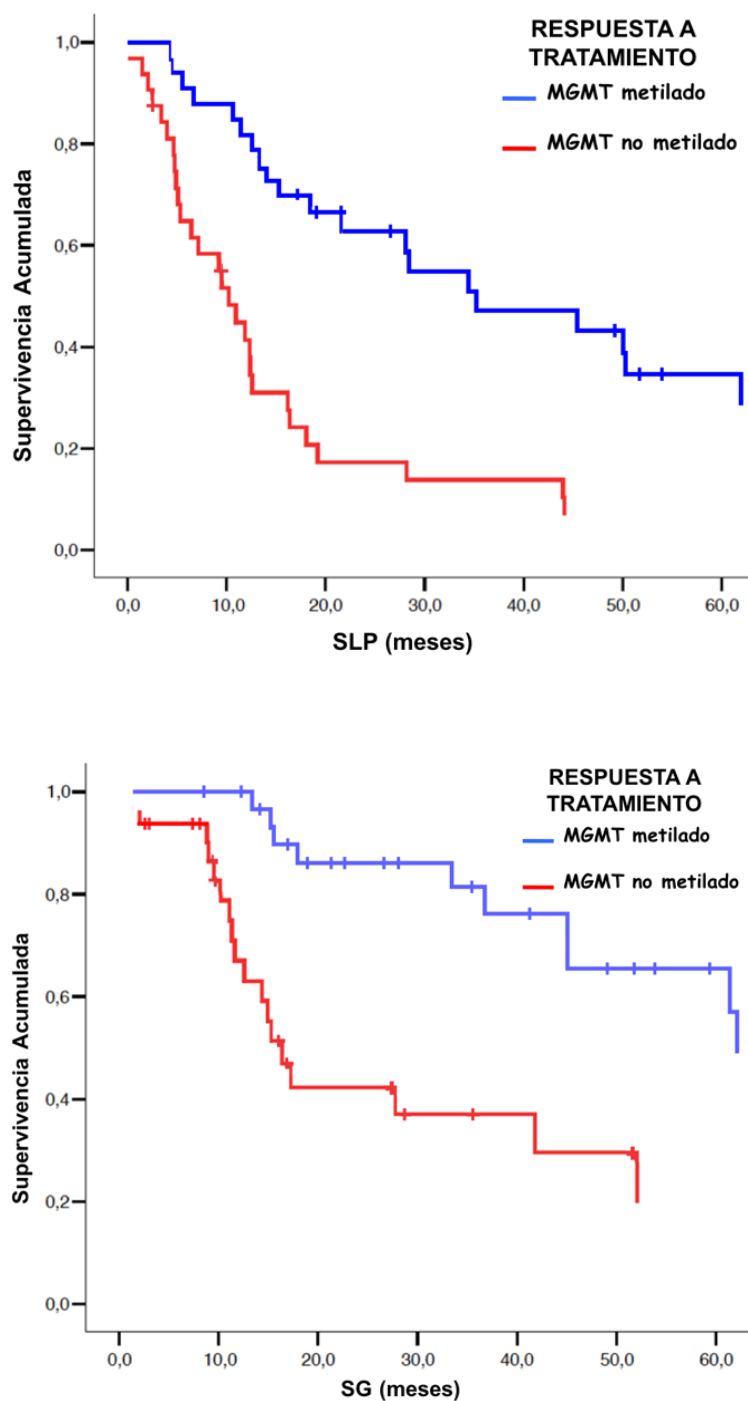 RESPUESTA A
TRATAMIENTO
MGMT metilado
MGMT no metilado
Supervivencia Acumulada
1,0
0,8
0,6
0,4
0,2
0,0
0,0 10,0 20,0 30,0 40,0 50,0 60,0
SLP (meses)
RESPUESTA A
TRATAMIENTO
MGMT metilado
MGMT no metilado
Supervivencia Acumulada
1,0
0,8
0,6
0,4
0,2
0,0
0,0 10,0 20,0 30,0 40,0 50,0 60,0
SG (meses)